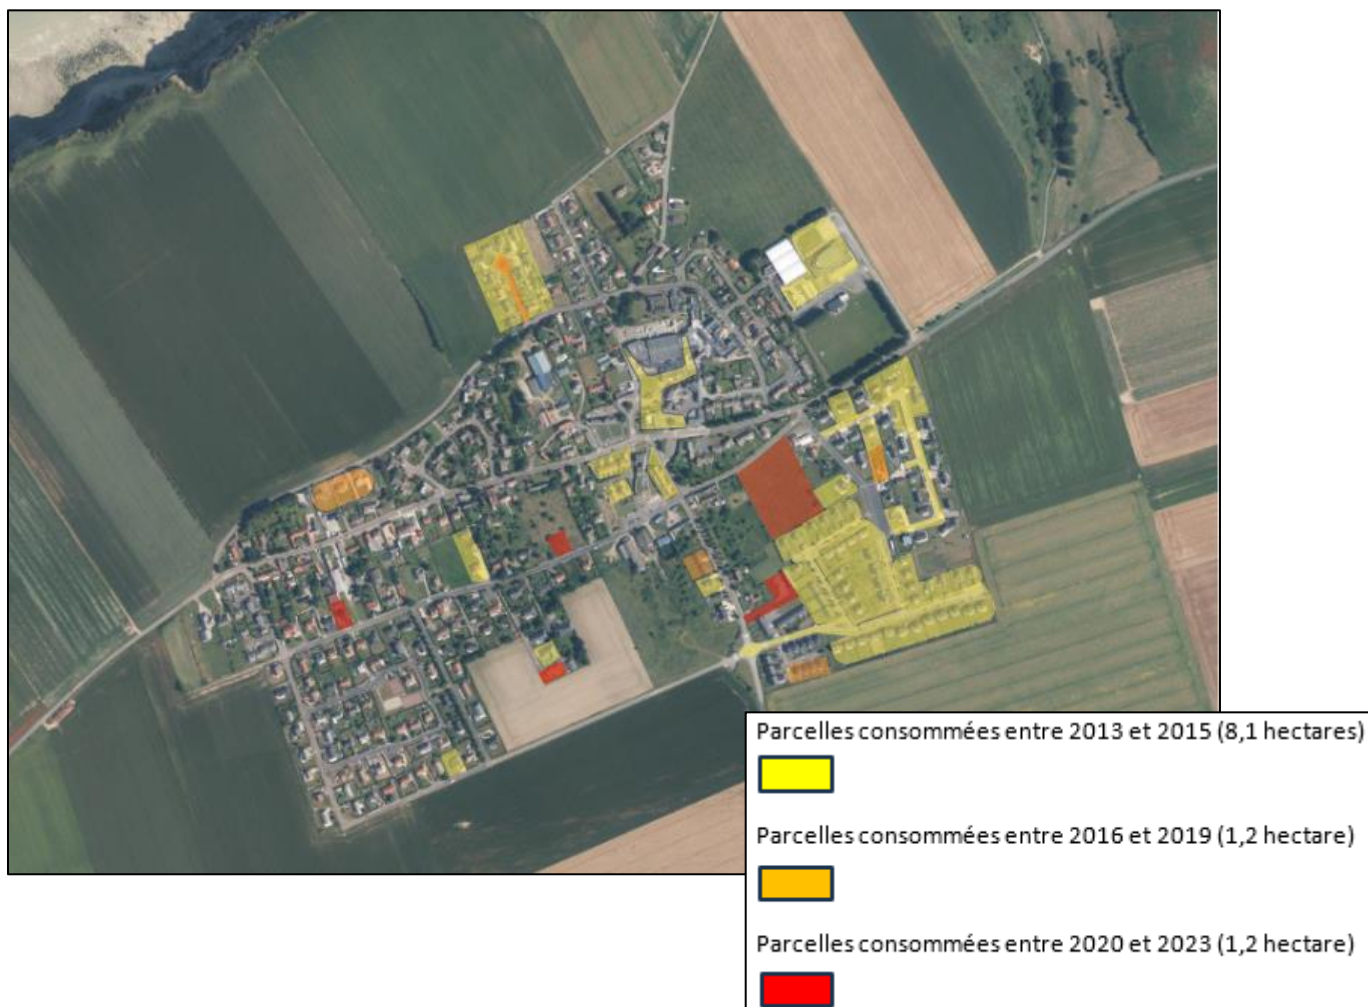 Parcelles consommées entre 2013 et 2015 (8,1 hectares)
Parcelles consommées entre 2016 et 2019 (1,2 hectare)
Parcelles consommées entre 2020 et 2023 (1,2 hectare)